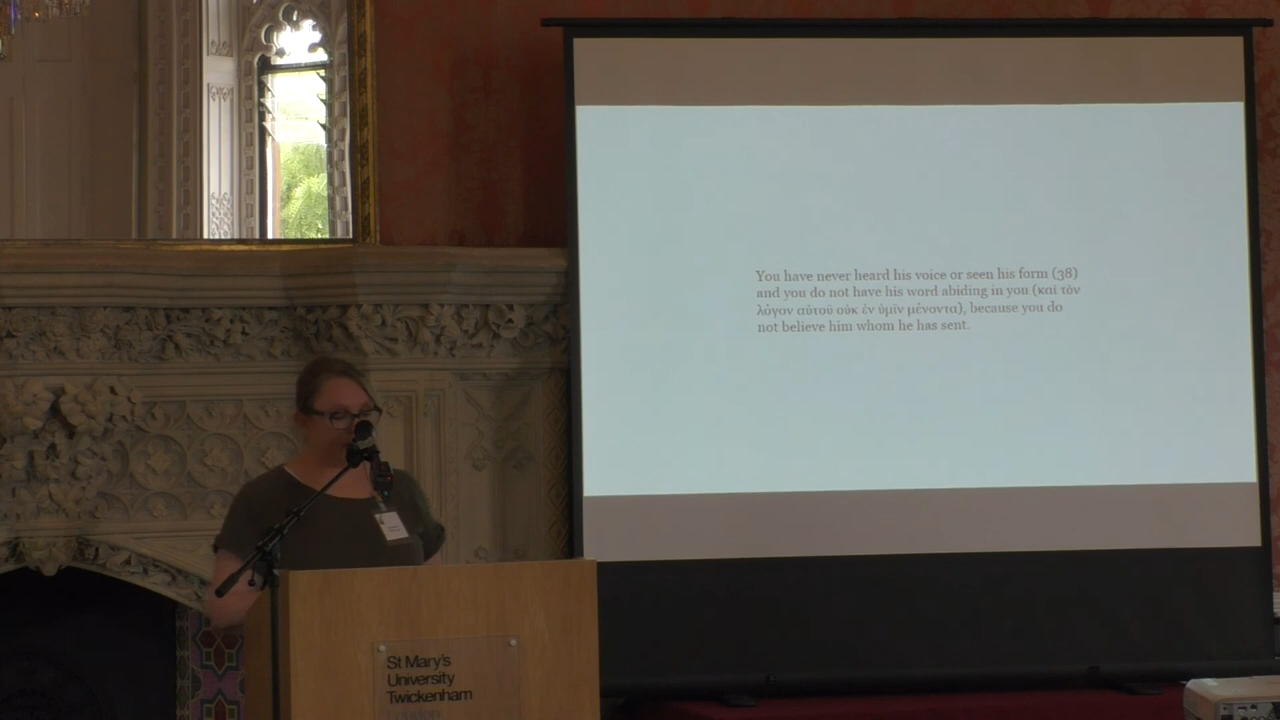 You have never heard his voice or seen his form (38)
and you do not have his word abiding in you (καὶ τὸν
λόγον αὐτοῦ οὐκ ἐν ὑμῖν μένοντα), because you do
not believe him whom he has sent.
St Mary's
University
Twickenham
London